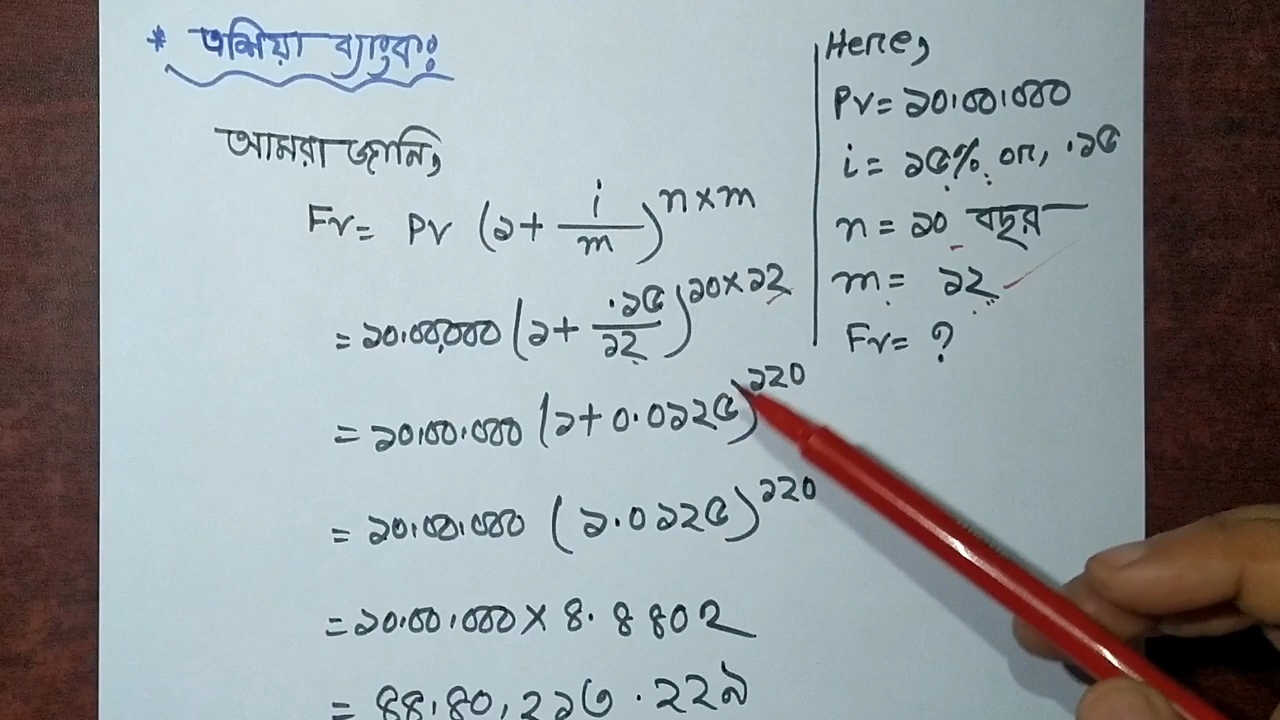 * এশিয়া ব্যাংকঃ
আমরা জানি,
FV = PV (১ + i/m)^n×m
= ১০,০০,০০০ (১ + .১৫/১২)^১০×১২
= ১০,০০,০০০ (১ + ০.০১২৫)^১২০
= ১০,০০,০০০ (১.০১২৫)^১২০
= ১০,০০,০০০ × ৪.৪৪০২
= ৪৪,৪০,২১৩.২২৯
Here,
PV = ১০,০০,০০০
i = ১৫% or, .১৫
n = ১০ বছর
m = ১২
FV = ?